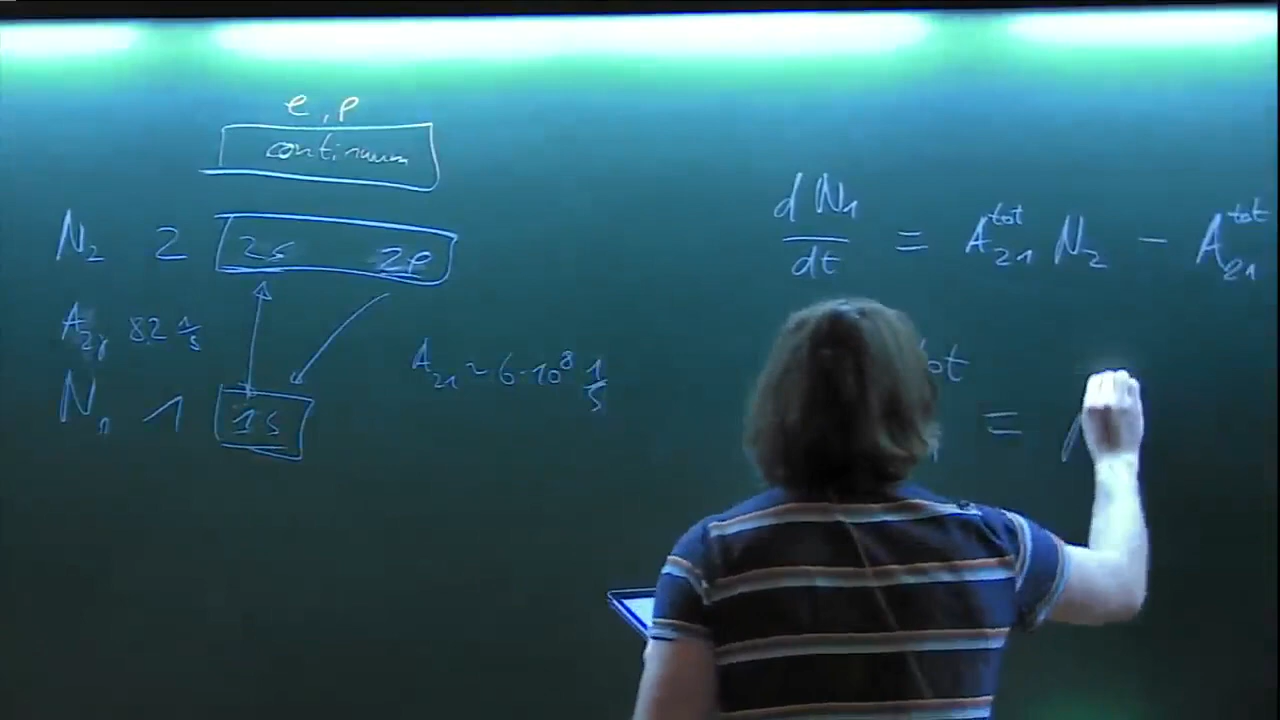 e, p
continuum
N₂ 2 2s 2p
A₂γ 82 1/s
N₁ 1 1s
A₂₁ ~ 6·10⁸ 1/s
dN₁/dt = A₂₁^tot N₂ − A₂₁^tot
tot
=